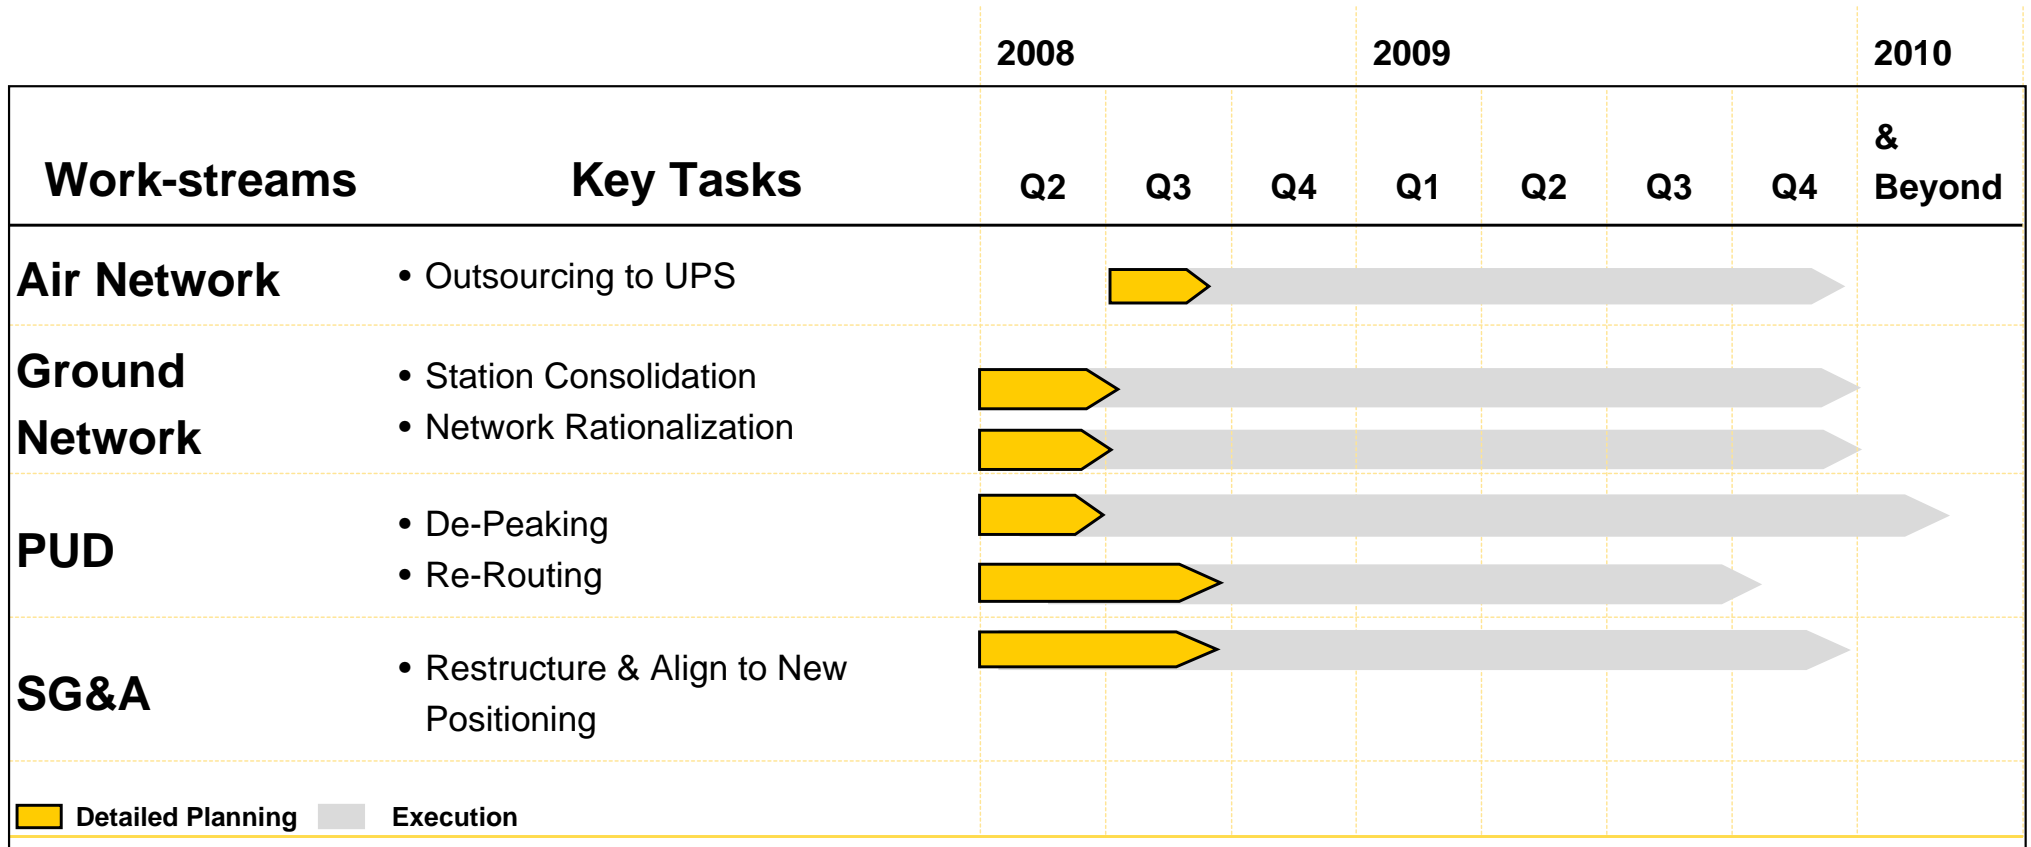 2008 2009 2010
Work-streams Key Tasks Q2 Q3 Q4 Q1 Q2 Q3 Q4 & Beyond
Air Network • Outsourcing to UPS
Ground
Network
• Station Consolidation
• Network Rationalization
PUD
• De-Peaking
• Re-Routing
SG&A
• Restructure & Align to New
Positioning
Detailed Planning Execution